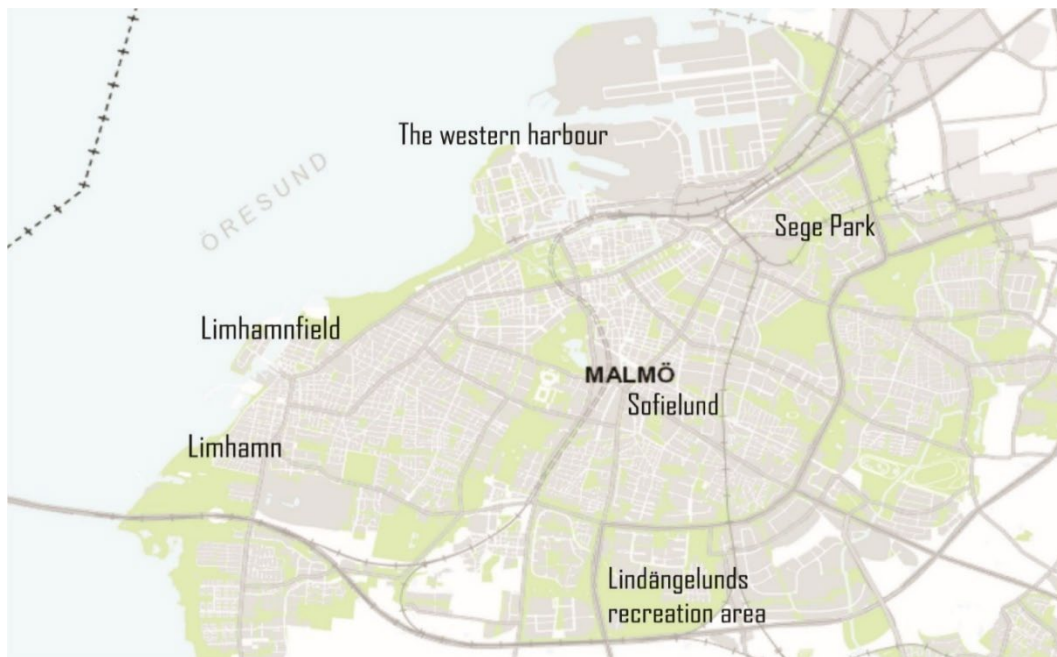 The western harbour
ÖRESUND
Sege Park
Limhamnfield
MALMÖ
Sofielund
Limhamn
Lindängelunds
recreation area